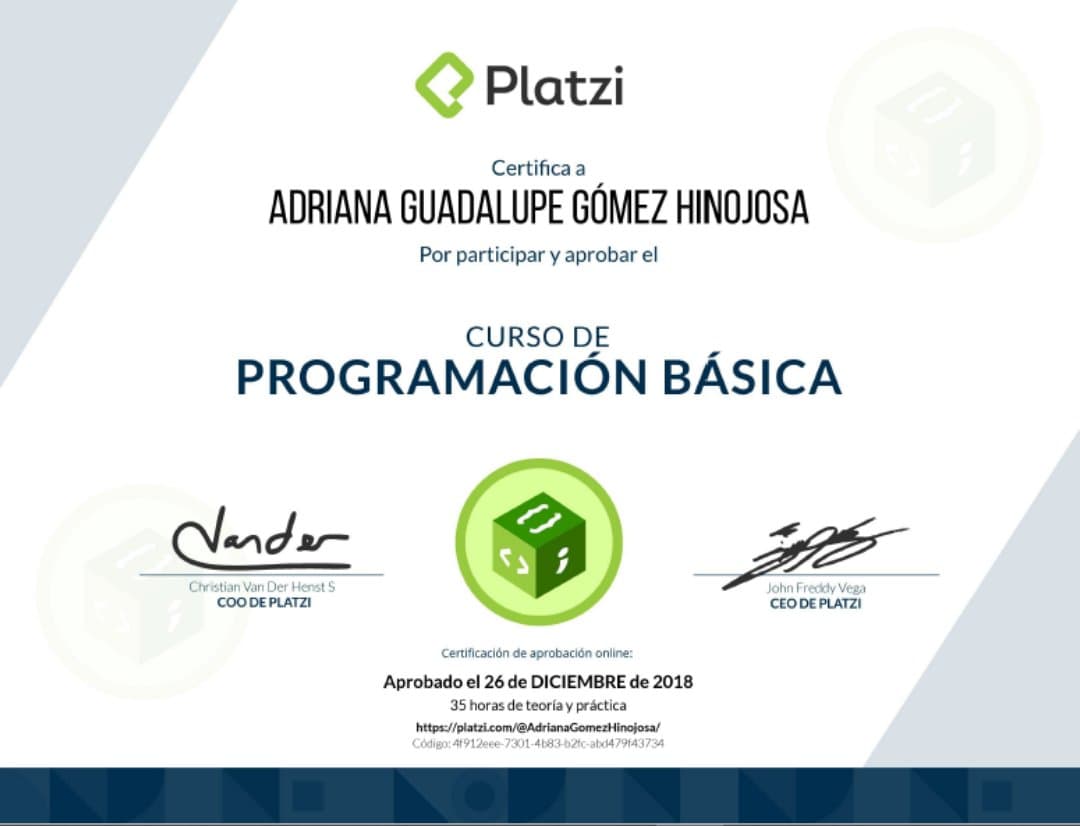 Platzi
Certifica a
ADRIANA GUADALUPE GÓMEZ HINOJOSA
Por participar y aprobar el
CURSO DE
PROGRAMACIÓN BÁSICA
Vander
Christian Van Der Henst S
COO DE PLATZI
John Freddy Vega
CEO DE PLATZI
Certificación de aprobación online:
Aprobado el 26 de DICIEMBRE de 2018
35 horas de teoría y práctica
https://platzi.com/@AdrianaGomezHinojosa/
Código: 4f912eee-7301-4b83-b2fc-abd479f43734